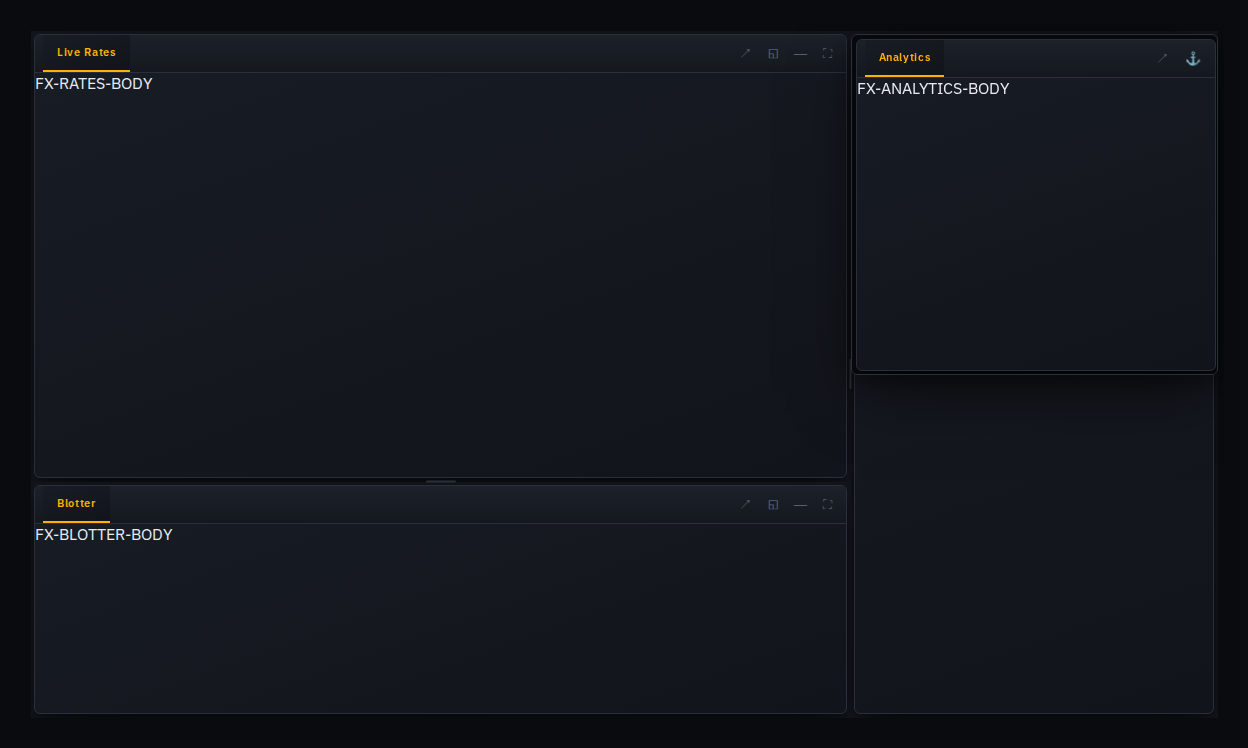 Live Rates
FX-RATES-BODY
Analytics
FX-ANALYTICS-BODY
Blotter
FX-BLOTTER-BODY